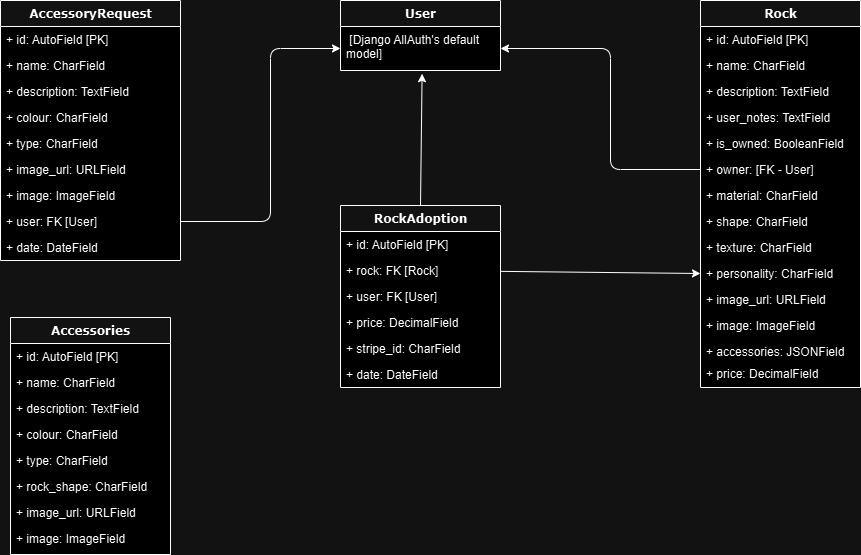 AccessoryRequest
+ id: AutoField [PK]
+ name: CharField
+ description: TextField
+ colour: CharField
+ type: CharField
+ image_url: URLField
+ image: ImageField
+ user: FK [User]
+ date: DateField
User
[Django AllAuth's default
model]
Rock
+ id: AutoField [PK]
+ name: CharField
+ description: TextField
+ user_notes: TextField
+ is_owned: BooleanField
+ owner: [FK - User]
+ material: CharField
+ shape: CharField
+ texture: CharField
+ personality: CharField
+ image_url: URLField
+ image: ImageField
+ accessories: JSONField
+ price: DecimalField
RockAdoption
+ id: AutoField [PK]
+ rock: FK [Rock]
+ user: FK [User]
+ price: DecimalField
+ stripe_id: CharField
+ date: DateField
Accessories
+ id: AutoField [PK]
+ name: CharField
+ description: TextField
+ colour: CharField
+ type: CharField
+ rock_shape: CharField
+ image_url: URLField
+ image: ImageField